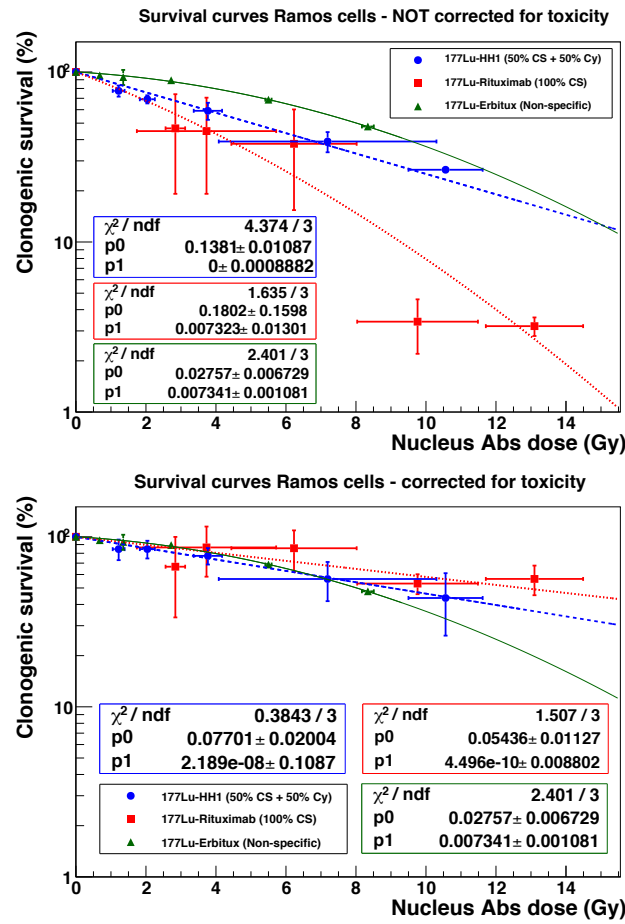 Survival curves Ramos cells - NOT corrected for toxicity
Clonogenic survival (%)
10²
10
1
177Lu-HH1 (50% CS + 50% Cy)
177Lu-Rituximab (100% CS)
177Lu-Erbitux (Non-specific)
χ² / ndf 4.374 / 3
p0 0.1381± 0.01087
p1 0± 0.0008882
χ² / ndf 1.635 / 3
p0 0.1802± 0.1598
p1 0.007323± 0.01301
χ² / ndf 2.401 / 3
p0 0.02757± 0.006729
p1 0.007341± 0.001081
0 2 4 6 8 10 12 14
Nucleus Abs dose (Gy)
Survival curves Ramos cells - corrected for toxicity
Clonogenic survival (%)
10²
10
1
χ² / ndf 0.3843 / 3
p0 0.07701± 0.02004
p1 2.189e-08± 0.1087
χ² / ndf 1.507 / 3
p0 0.05436± 0.01127
p1 4.496e-10± 0.008802
177Lu-HH1 (50% CS + 50% Cy)
177Lu-Rituximab (100% CS)
177Lu-Erbitux (Non-specific)
χ² / ndf 2.401 / 3
p0 0.02757± 0.006729
p1 0.007341± 0.001081
0 2 4 6 8 10 12 14
Nucleus Abs dose (Gy)